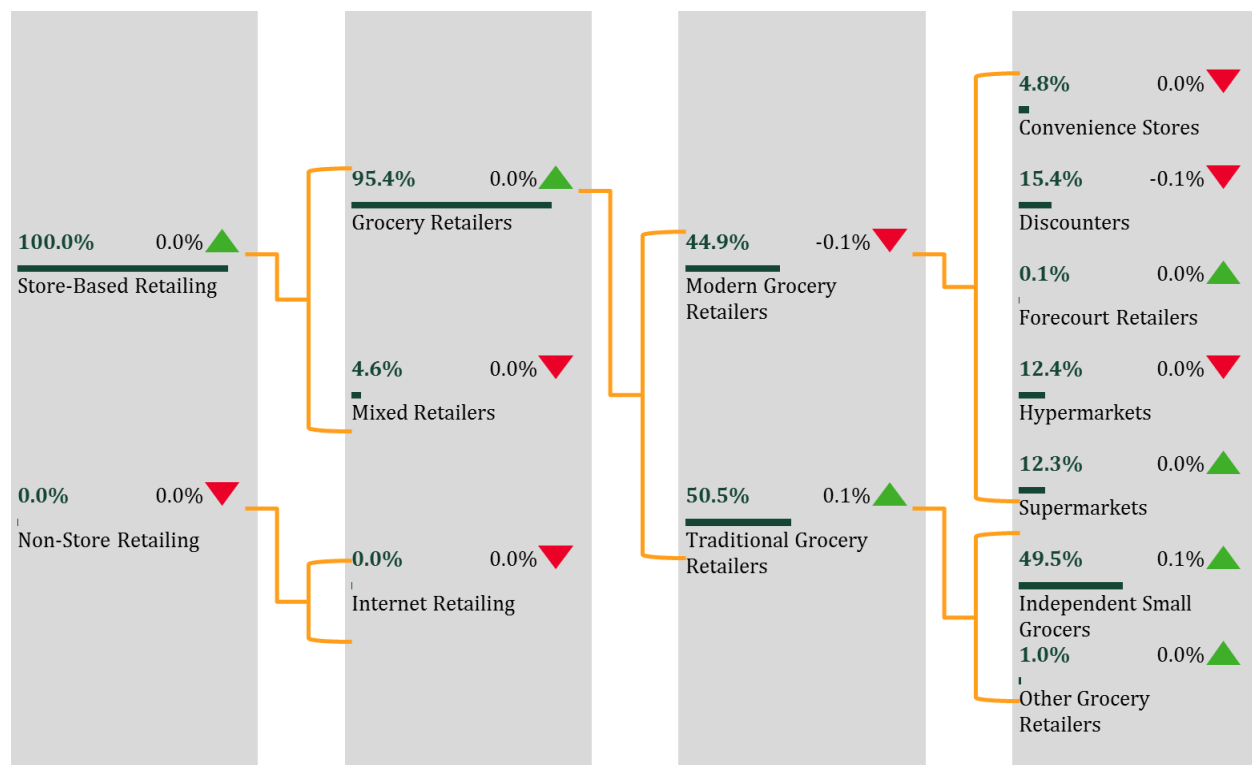 100.0% 0.0%
Store-Based Retailing
0.0% 0.0%
Non-Store Retailing
95.4% 0.0%
Grocery Retailers
4.6% 0.0%
Mixed Retailers
0.0% 0.0%
Internet Retailing
44.9% -0.1%
Modern Grocery
Retailers
50.5% 0.1%
Traditional Grocery
Retailers
4.8% 0.0%
Convenience Stores
15.4% -0.1%
Discounters
0.1% 0.0%
Forecourt Retailers
12.4% 0.0%
Hypermarkets
12.3% 0.0%
Supermarkets
49.5% 0.1%
Independent Small
Grocers
1.0% 0.0%
Other Grocery
Retailers